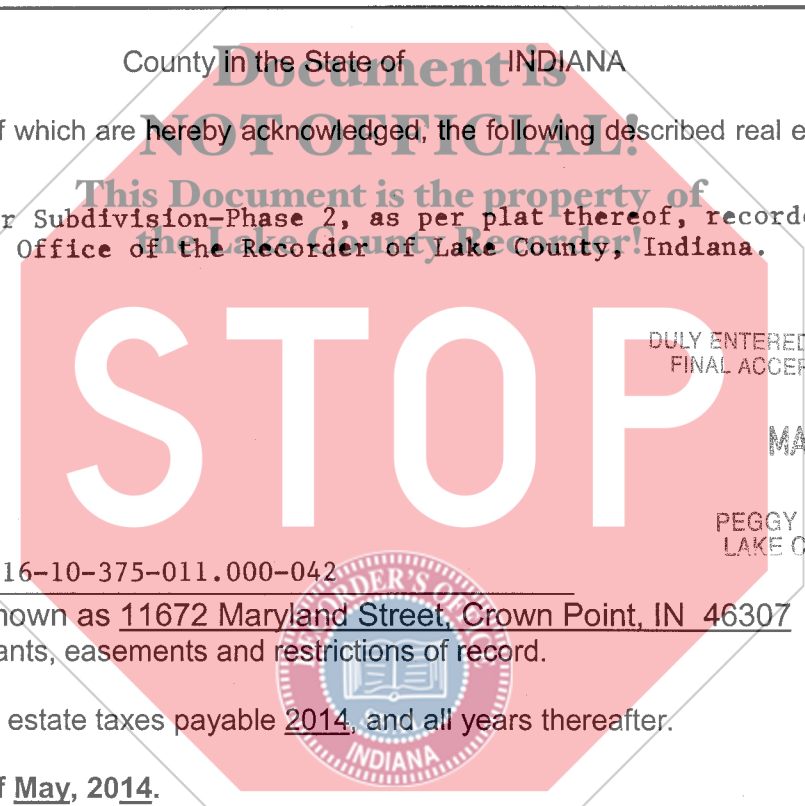 County in the State of INDIANA
Document is
f which are hereby acknowledged, the following described real e
NOT OFFICIAL!
This Document is the property of
r Subdivision-Phase 2, as per plat thereof, recorde
the Lake County Recorder!
Office of the Recorder of Lake County, Indiana.
STOP
DULY ENTERED
FINAL ACCEP
MA
PEGGY
LAKE C
16-10-375-011.000-042
nown as 11672 Maryland Street, Crown Point, IN 46307
ants, easements and restrictions of record.
RECORDER'S OFFICE
estate taxes payable 2014, and all years thereafter.
INDIANA
f May, 2014.